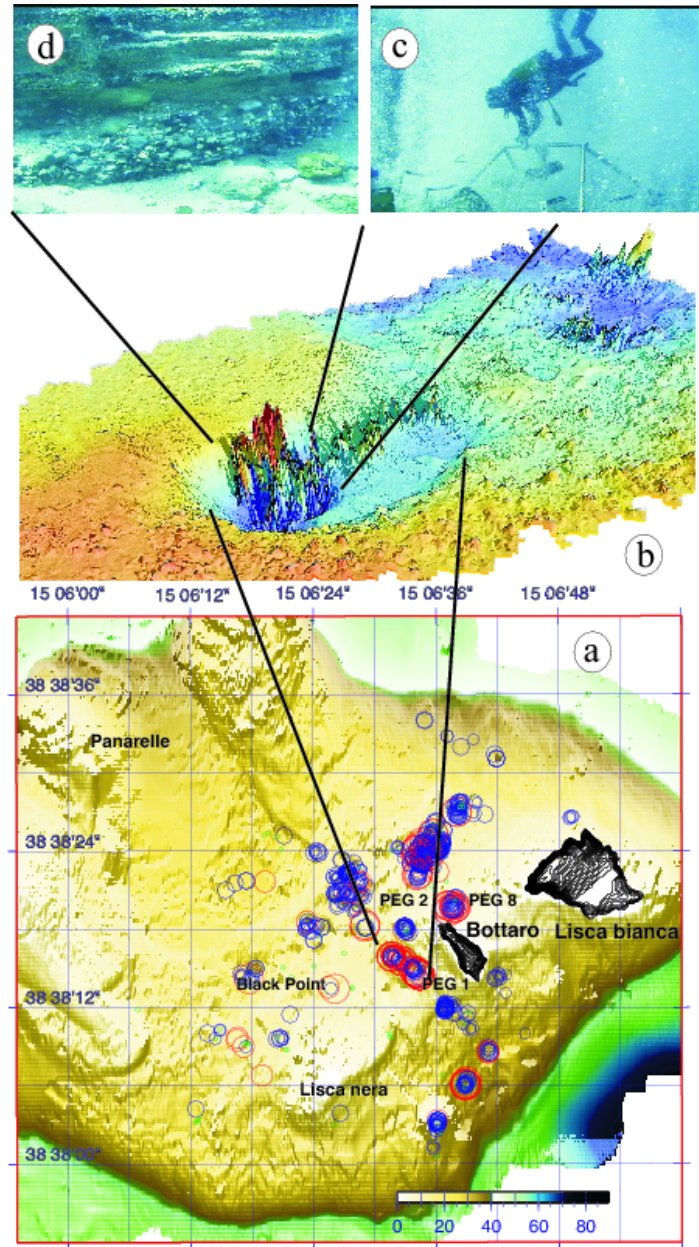 d
c
b
15 06'00"
15 06'12"
15 06'24"
15 06'36"
15 06'48"
a
38 38'36"
Panarelle
38 38'24"
PEG 2
PEG 8
Bottaro
Lisca bianca
Black Point
PEG 1
38 38'12"
Lisca nera
38 38'00"
0 20 40 60 80